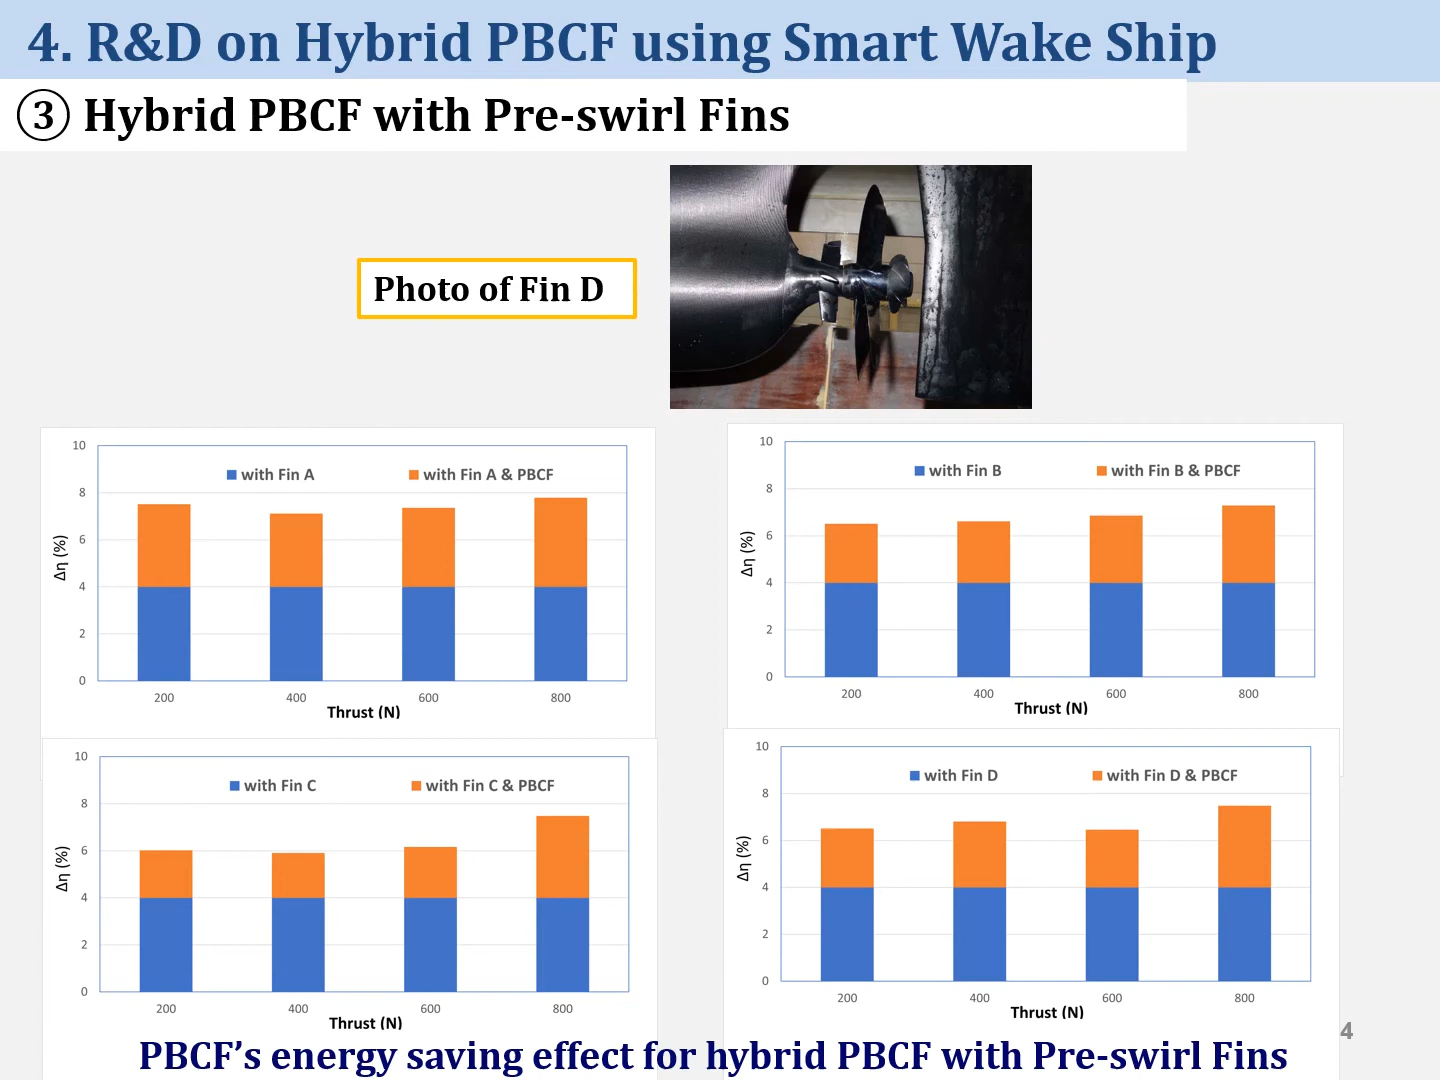 4. R&D on Hybrid PBCF using Smart Wake Ship
③ Hybrid PBCF with Pre-swirl Fins
Photo of Fin D
10
8
6
4
2
0
Δη (%)
with Fin A
with Fin A & PBCF
200 400 600 800
Thrust (N)
10
8
6
4
2
0
Δη (%)
with Fin B
with Fin B & PBCF
200 400 600 800
Thrust (N)
10
8
6
4
2
0
Δη (%)
with Fin C
with Fin C & PBCF
200 400 600 800
Thrust (N)
10
8
6
4
2
0
Δη (%)
with Fin D
with Fin D & PBCF
200 400 600 800
Thrust (N)
4
PBCF’s energy saving effect for hybrid PBCF with Pre-swirl Fins